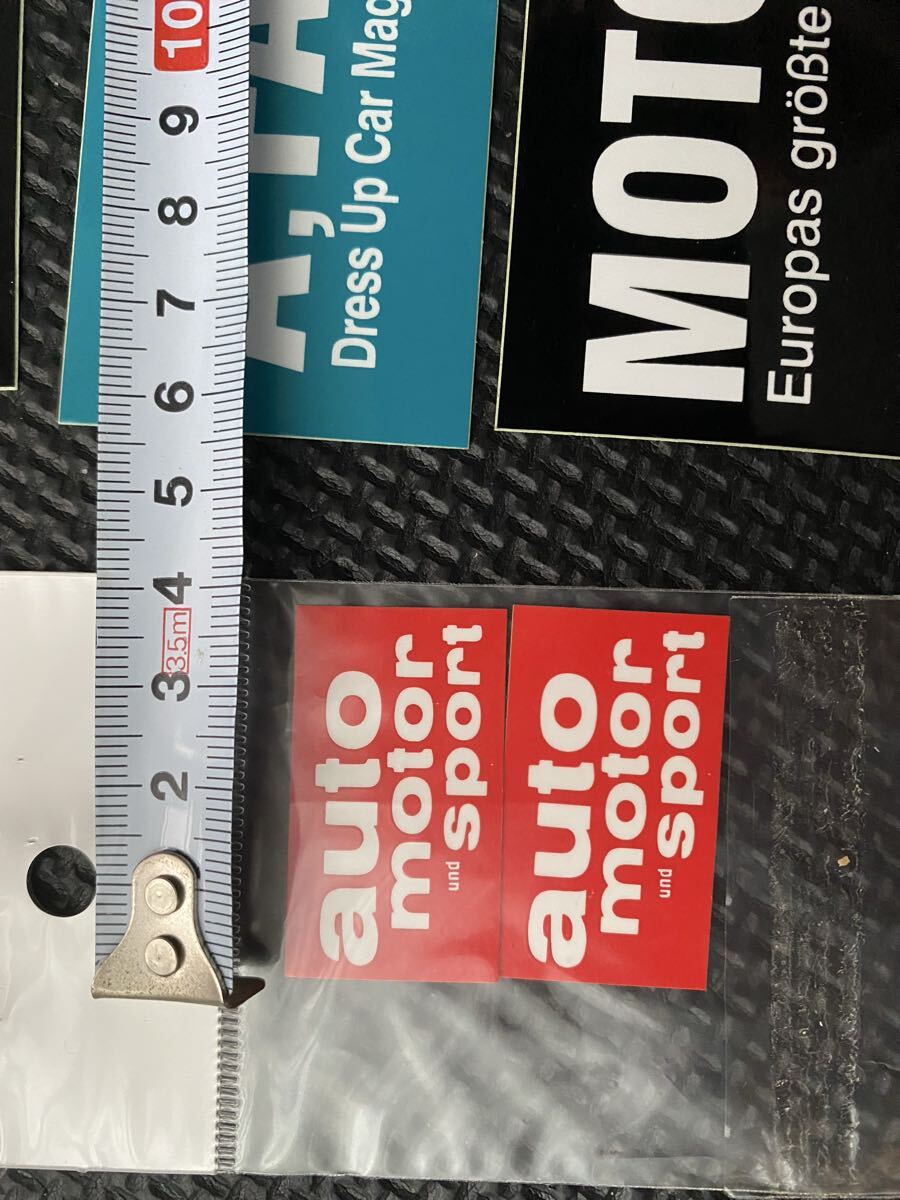 10
9
8
7
6
5
4
3.5m
3
2
Dress Up Car Mag
MOTO
Europas größte
auto
motor
und sport
auto
motor
und sport